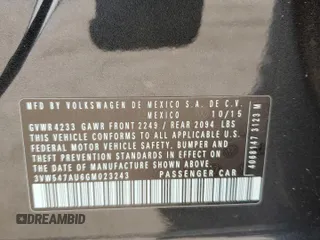 MFD. BY VOLKSWAGEN DE MEXICO S.A. DE C.V.
MEXICO 10/15
GVWR 4233 GAWR FRONT 2249 / REAR 2094 LBS
THIS VEHICLE CONFORMS TO ALL APPLICABLE U.S.
FEDERAL MOTOR VEHICLE SAFETY, BUMPER AND
THEFT PREVENTION STANDARDS IN EFFECT ON THE
DATE OF MANUFACTURE SHOWN ABOVE.
3VW547AU6GM023243 PASSENGER CAR